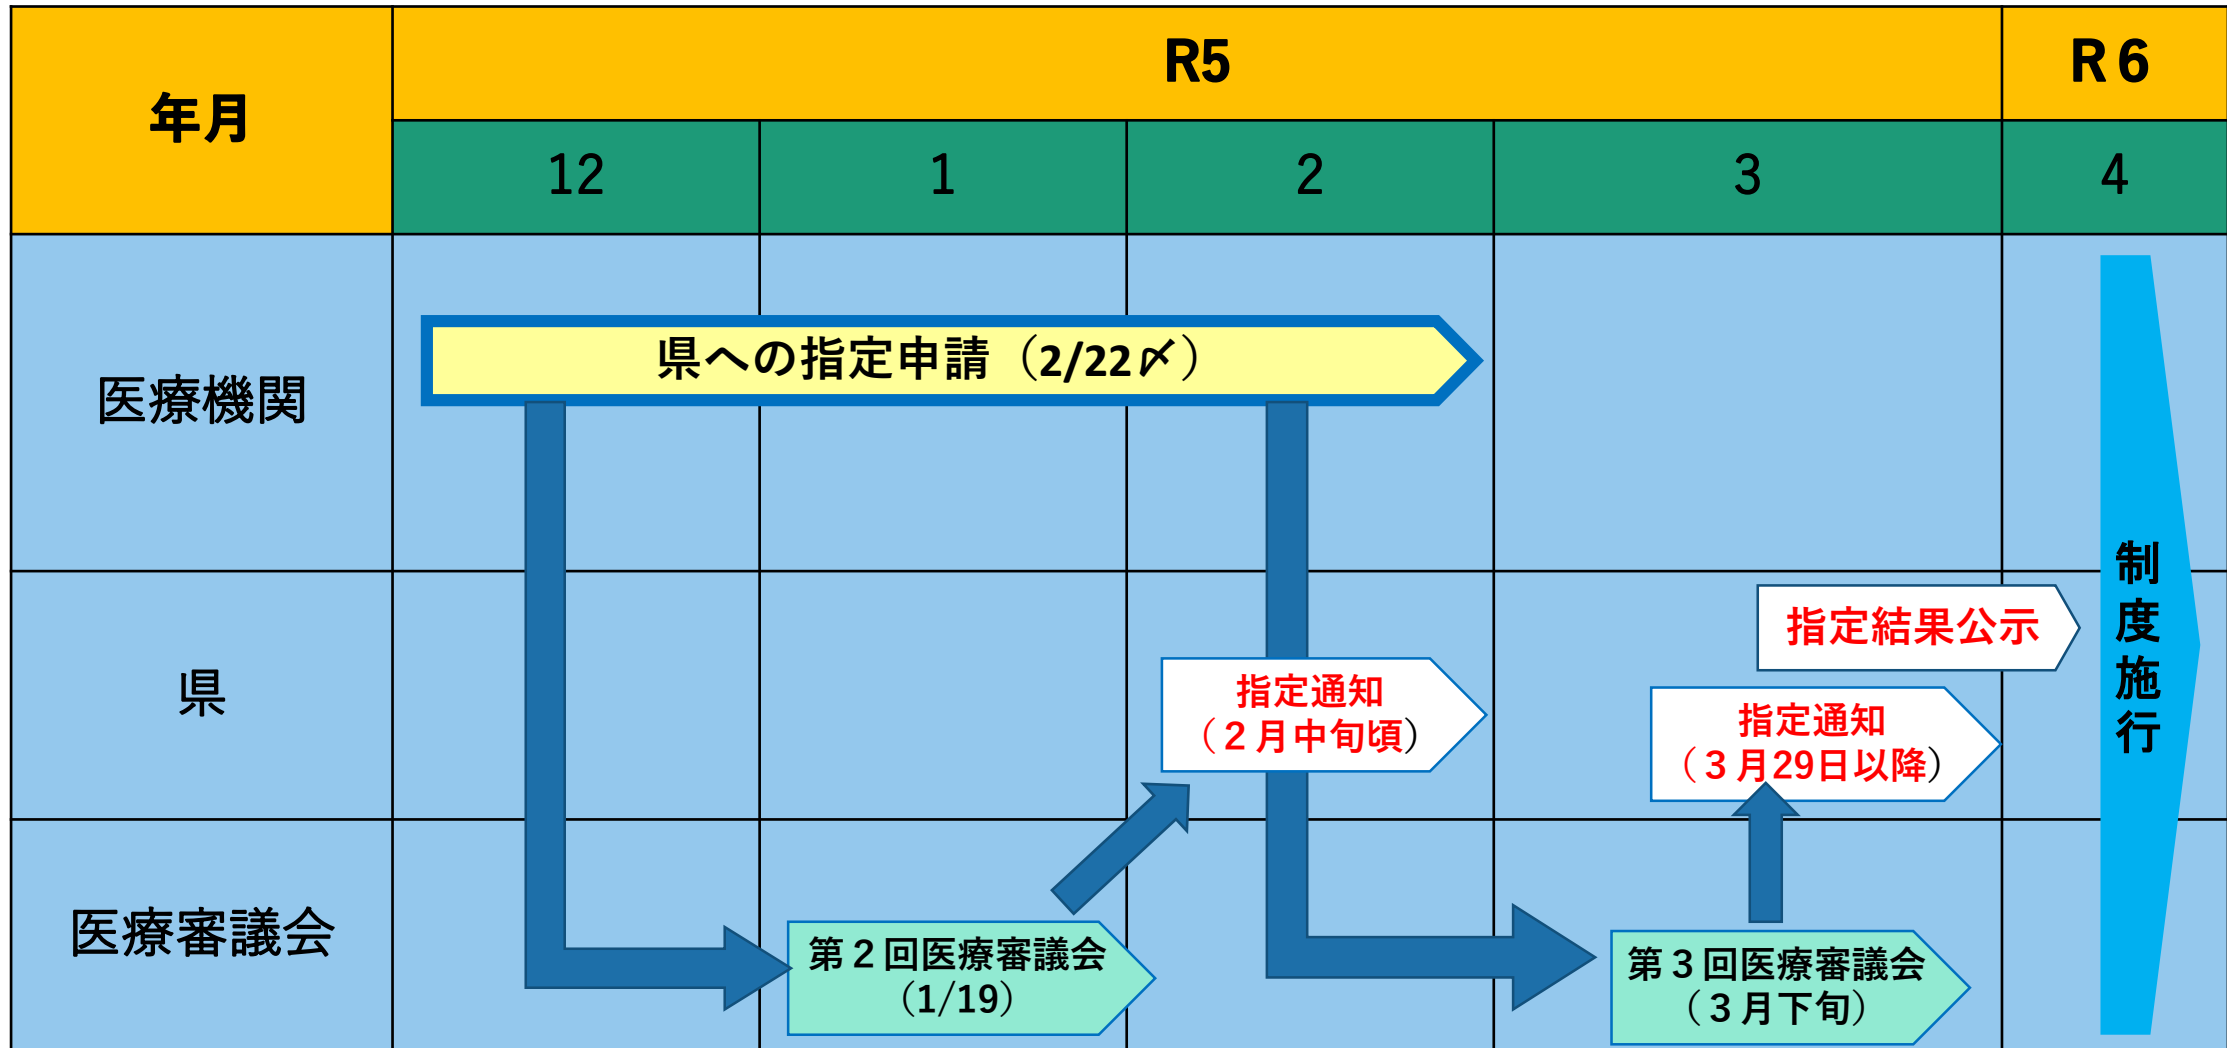 年月
R5
R 6
12
1
2
3
4
医療機関
県への指定申請（2/22〆）
県
指定結果公示
指定通知
（２月中旬頃）
指定通知
（３月29日以降）
制度施行
医療審議会
第２回医療審議会
（1/19）
第３回医療審議会
（３月下旬）